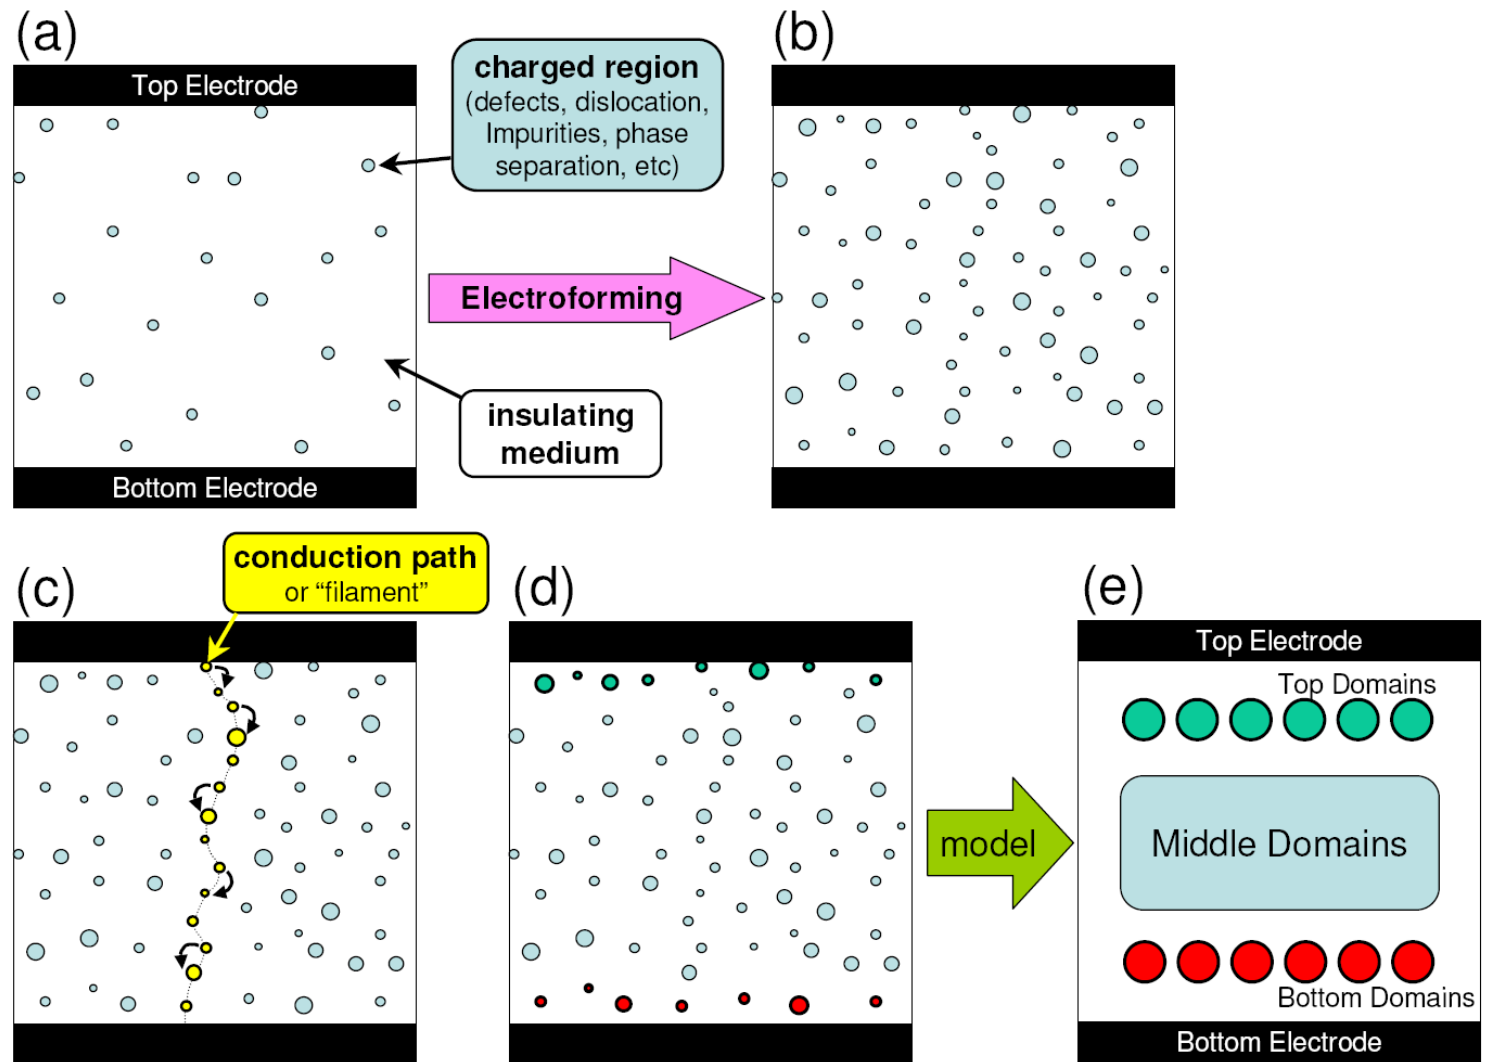 (a)
Top Electrode
charged region
(defects, dislocation,
Impurities, phase
separation, etc)
(b)
Electroforming
insulating
medium
Bottom Electrode
conduction path
or “filament”
(c)
(d)
(e)
Top Electrode
Top Domains
model
Middle Domains
Bottom Domains
Bottom Electrode